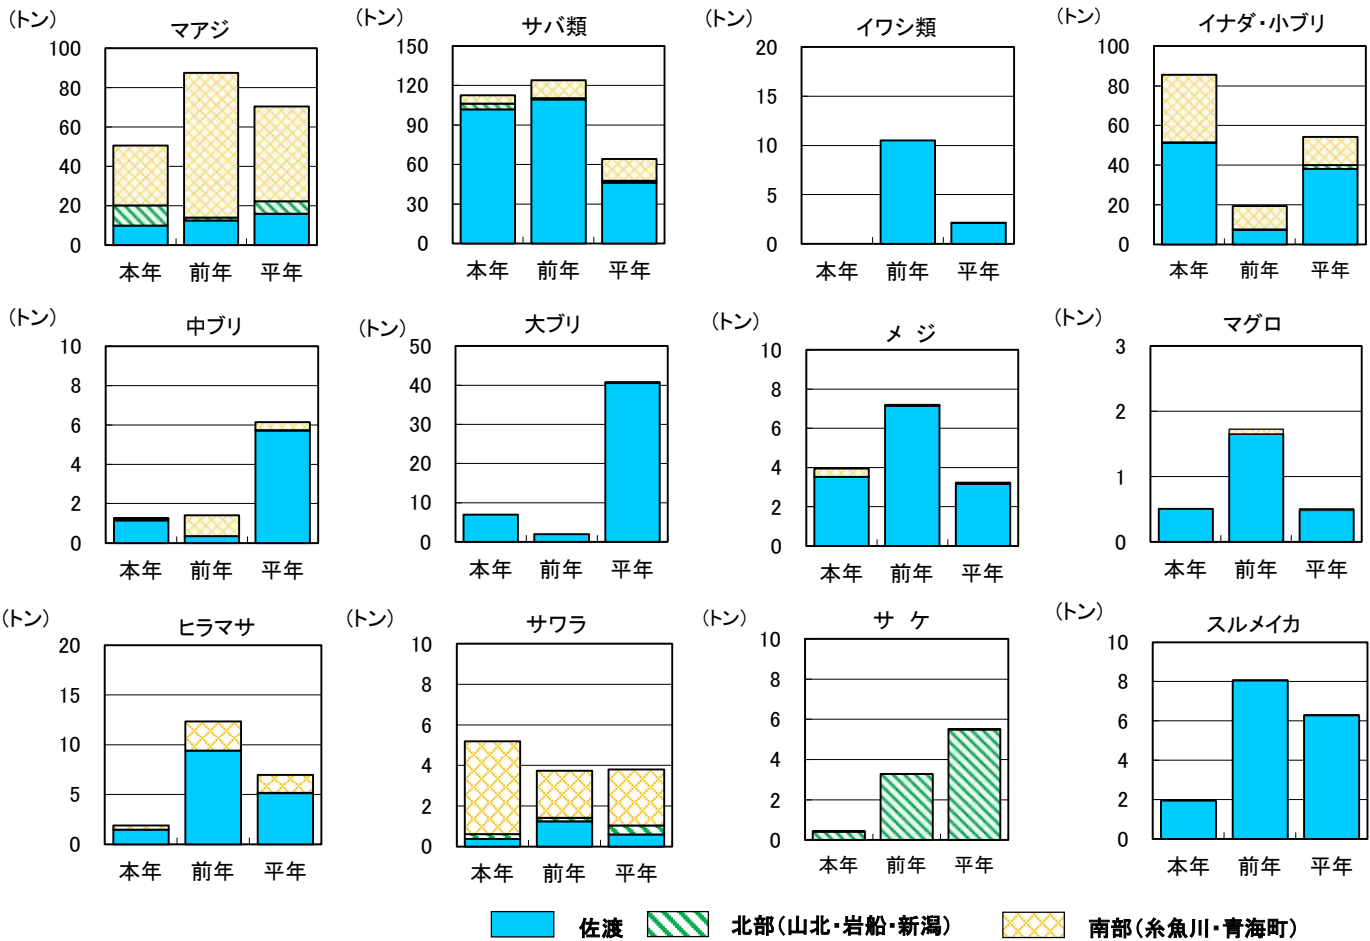 (トン)
マアジ
100
80
60
40
20
0
本年 前年 平年
(トン)
サバ類
150
120
90
60
30
0
本年 前年 平年
(トン)
イワシ類
20
15
10
5
0
本年 前年 平年
(トン)
イナダ・小ブリ
100
80
60
40
20
0
本年 前年 平年
(トン)
中ブリ
10
8
6
4
2
0
本年 前年 平年
(トン)
大ブリ
50
40
30
20
10
0
本年 前年 平年
(トン)
メ ジ
10
8
6
4
2
0
本年 前年 平年
(トン)
マグロ
3
2
1
0
本年 前年 平年
(トン)
ヒラマサ
20
15
10
5
0
本年 前年 平年
(トン)
サワラ
10
8
6
4
2
0
本年 前年 平年
(トン)
サ ケ
10
8
6
4
2
0
本年 前年 平年
(トン)
スルメイカ
10
8
6
4
2
0
本年 前年 平年
佐渡 北部(山北・岩船・新潟) 南部(糸魚川・青海町)